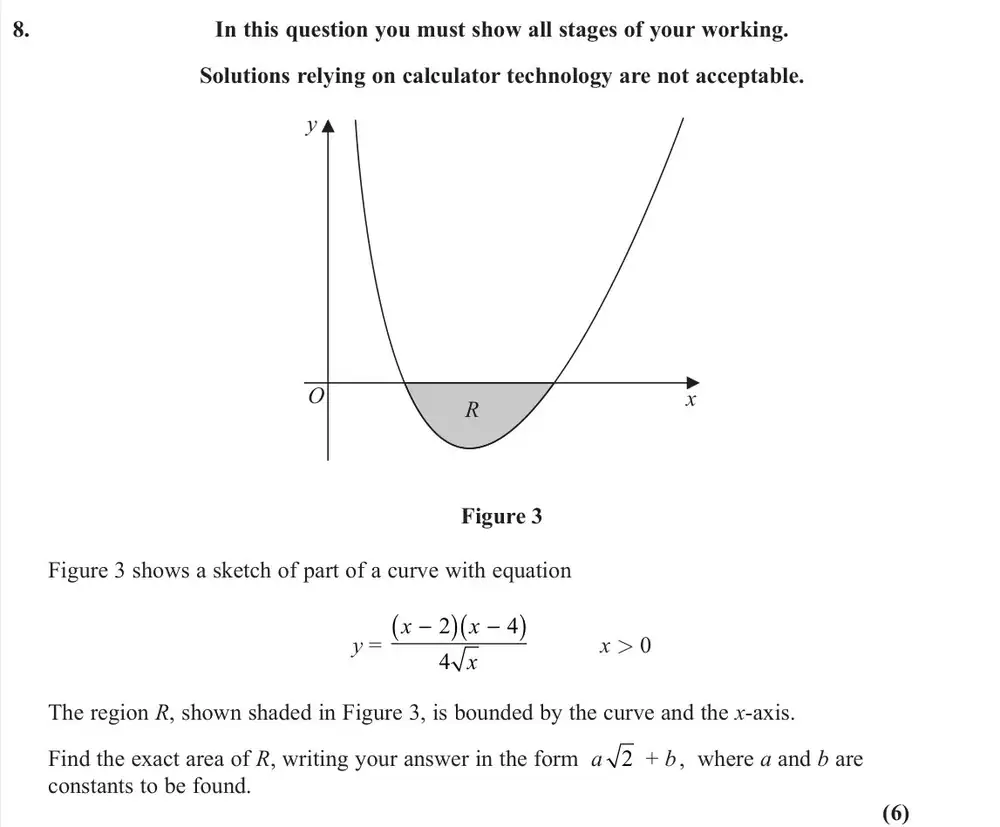 8. In this question you must show all stages of your working.
Solutions relying on calculator technology are not acceptable.
y
O
R
x
Figure 3
Figure 3 shows a sketch of part of a curve with equation
y = (x − 2)(x − 4) / 4√x x > 0
The region R, shown shaded in Figure 3, is bounded by the curve and the x-axis.
Find the exact area of R, writing your answer in the form a√2 + b, where a and b are
constants to be found.
(6)